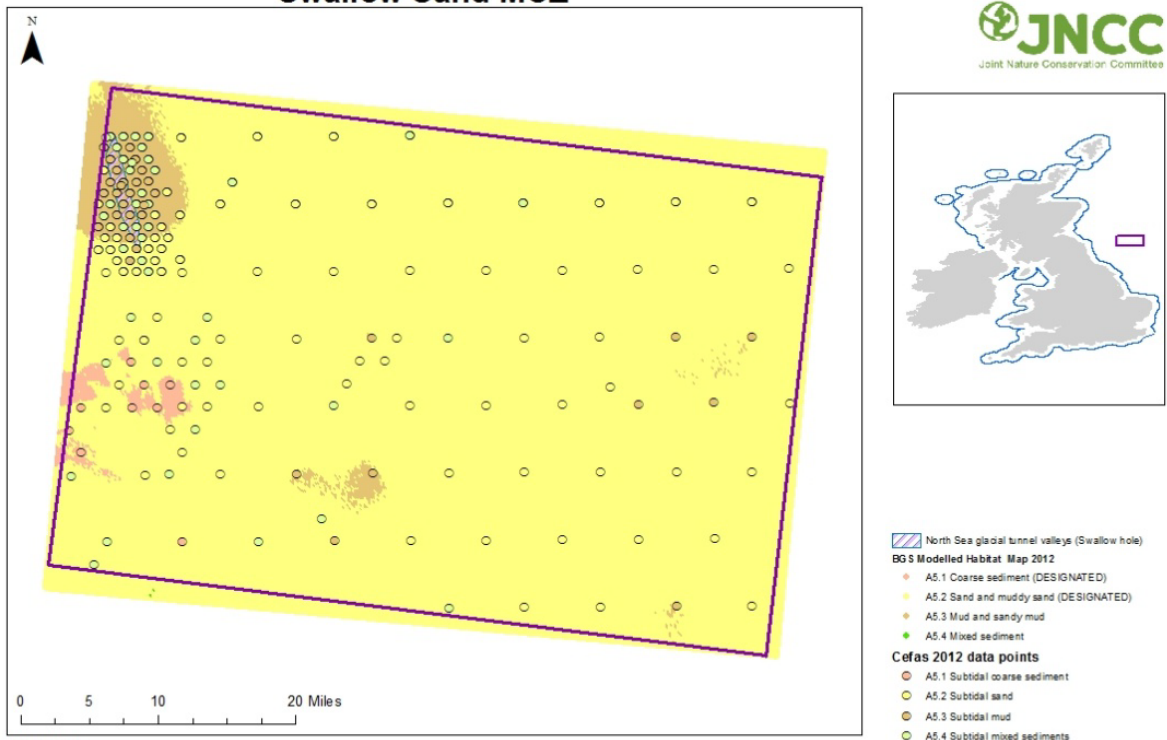 Swallow Sand MCZ
N
JNCC
Joint Nature Conservation Committee
North Sea glacial tunnel valleys (Swallow hole)
BGS Modelled Habitat Map 2012
A5.1 Coarse sediment (DESIGNATED)
A5.2 Sand and muddy sand (DESIGNATED)
A5.3 Mud and sandy mud
A5.4 Mixed sediment
Cefas 2012 data points
A5.1 Subtidal coarse sediment
A5.2 Subtidal sand
A5.3 Subtidal mud
A5.4 Subtidal mixed sediments
0 5 10 20 Miles